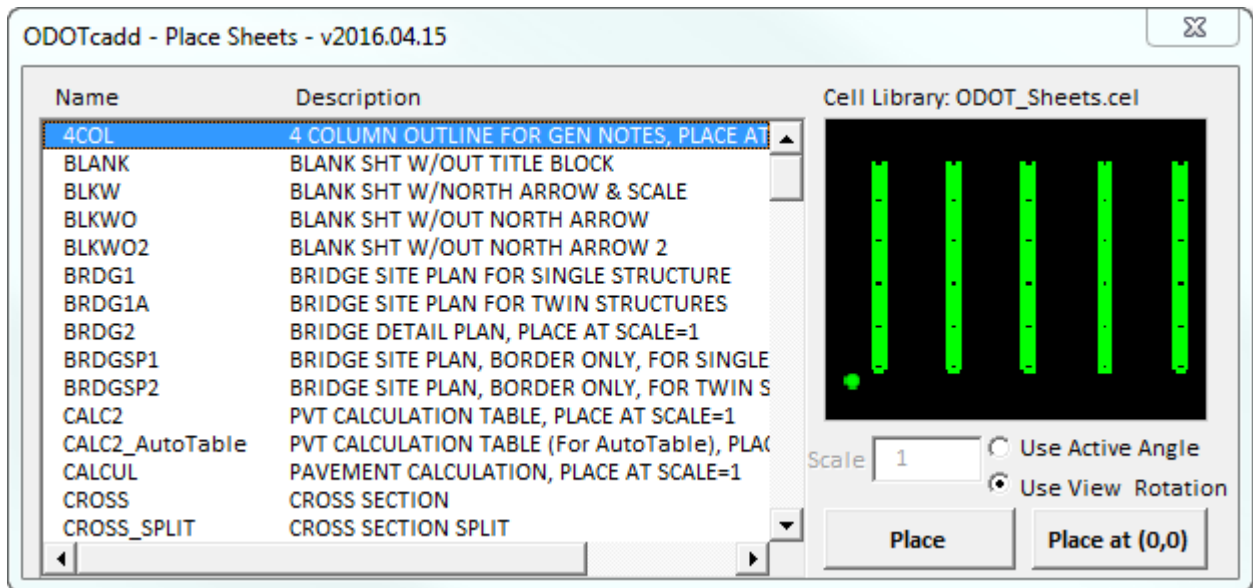 ODOTcadd - Place Sheets - v2016.04.15
Name Description
4COL 4 COLUMN OUTLINE FOR GEN NOTES, PLACE AT
BLANK BLANK SHT W/OUT TITLE BLOCK
BLKW BLANK SHT W/NORTH ARROW & SCALE
BLKWO BLANK SHT W/OUT NORTH ARROW
BLKWO2 BLANK SHT W/OUT NORTH ARROW 2
BRDG1 BRIDGE SITE PLAN FOR SINGLE STRUCTURE
BRDG1A BRIDGE SITE PLAN FOR TWIN STRUCTURES
BRDG2 BRIDGE DETAIL PLAN, PLACE AT SCALE=1
BRDGSP1 BRIDGE SITE PLAN, BORDER ONLY, FOR SINGLE
BRDGSP2 BRIDGE SITE PLAN, BORDER ONLY, FOR TWIN S
CALC2 PVT CALCULATION TABLE, PLACE AT SCALE=1
CALC2_AutoTable PVT CALCULATION TABLE (For AutoTable), PLAC
CALCUL PAVEMENT CALCULATION, PLACE AT SCALE=1
CROSS CROSS SECTION
CROSS_SPLIT CROSS SECTION SPLIT
Cell Library: ODOT_Sheets.cel
Scale 1
Use Active Angle
Use View Rotation
Place Place at (0,0)